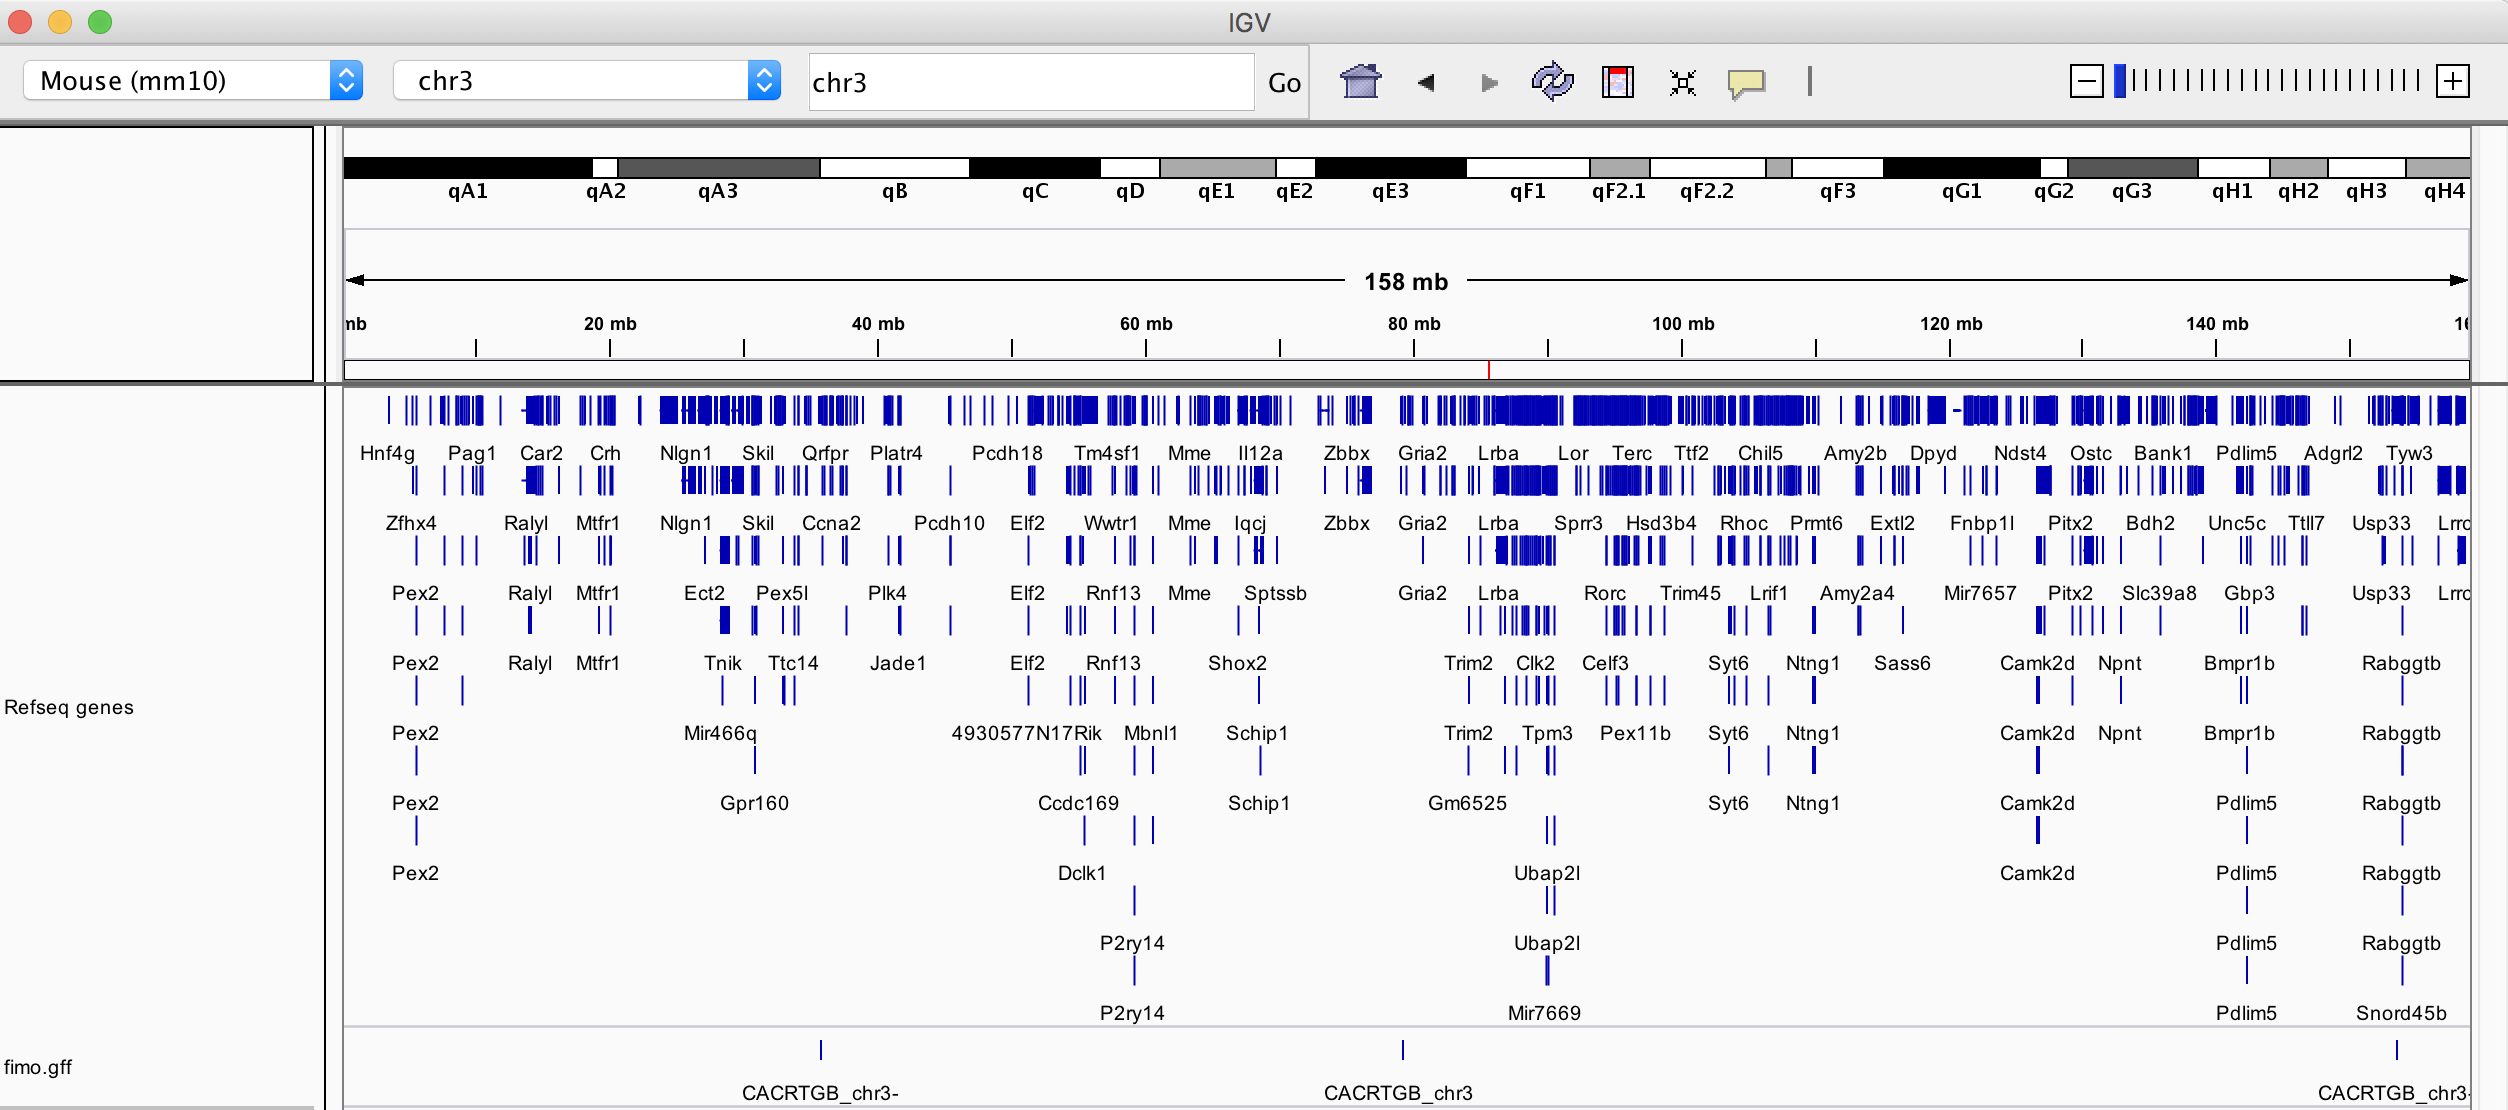 IGV
Mouse (mm10) chr3 chr3 Go
qA1 qA2 qA3 qB qC qD qE1 qE2 qE3 qF1 qF2.1 qF2.2 qF3 qG1 qG2 qG3 qH1 qH2 qH3 qH4
158 mb
mb 20 mb 40 mb 60 mb 80 mb 100 mb 120 mb 140 mb 16
Hnf4g Pag1 Car2 Crh Nlgn1 Skil Qrfpr Platr4 Pcdh18 Tm4sf1 Mme Il12a Zbbx Gria2 Lrba Lor Terc Ttf2 Chil5 Amy2b Dpyd Ndst4 Ostc Bank1 Pdlim5 Adgrl2 Tyw3
Zfhx4 Ralyl Mtfr1 Nlgn1 Skil Ccna2 Pcdh10 Elf2 Wwtr1 Mme Iqcj Zbbx Gria2 Lrba Sprr3 Hsd3b4 Rhoc Prmt6 Extl2 Fnbp1l Pitx2 Bdh2 Unc5c Ttll7 Usp33 Lrrc
Pex2 Ralyl Mtfr1 Ect2 Pex5l Plk4 Elf2 Rnf13 Mme Sptssb Gria2 Lrba Rorc Trim45 Lrif1 Amy2a4 Mir7657 Pitx2 Slc39a8 Gbp3 Usp33 Lrrc
Pex2 Ralyl Mtfr1 Tnik Ttc14 Jade1 Elf2 Rnf13 Shox2 Trim2 Clk2 Celf3 Syt6 Ntng1 Sass6 Camk2d Npnt Bmpr1b Rabggtb
Refseq genes
Pex2 Mir466q 4930577N17Rik Mbnl1 Schip1 Trim2 Tpm3 Pex11b Syt6 Ntng1 Camk2d Npnt Bmpr1b Rabggtb
Pex2 Gpr160 Ccdc169 Schip1 Gm6525 Syt6 Ntng1 Camk2d Pdlim5 Rabggtb
Pex2 Dclk1 Ubap2l Camk2d Pdlim5 Rabggtb
P2ry14 Ubap2l Pdlim5 Rabggtb
P2ry14 Mir7669 Pdlim5 Snord45b
fimo.gff
CACRTGB_chr3- CACRTGB_chr3 CACRTGB_chr3-